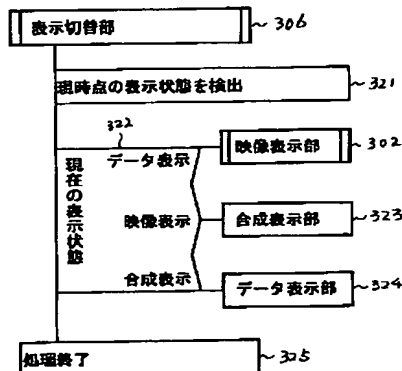 表示切替部
306
現時点の表示状態を検出
321
322
現在の表示状態
データ表示
映像表示部
302
映像表示
合成表示部
323
合成表示
データ表示部
324
処理終了
325